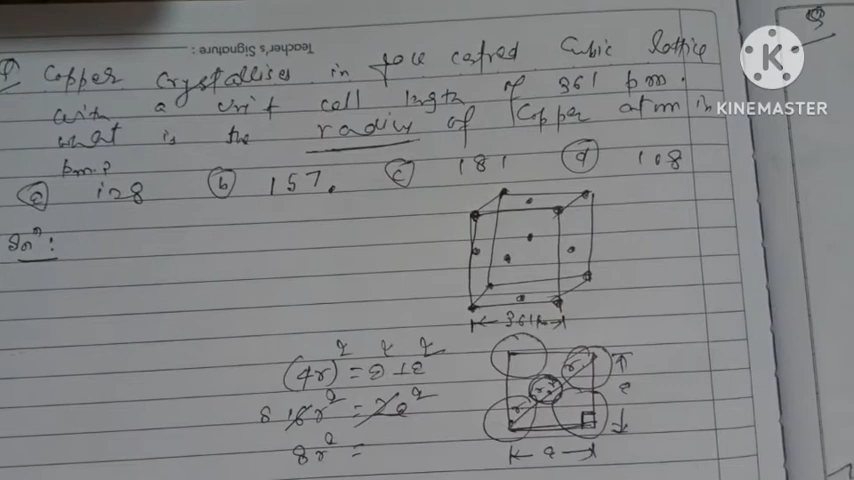 Teacher's Signature :
Q Copper Crystallises in face centred Cubic lattice
with a unit cell length of 361 pm.
what is the radius of Copper atom in
pm?
a 128 b 157. c 181 d 108
Solⁿ:
361pm
(4r)² = a²+a²
8 16r² = 2a²
8r² =
r
r
a
a
K
KINEMASTER